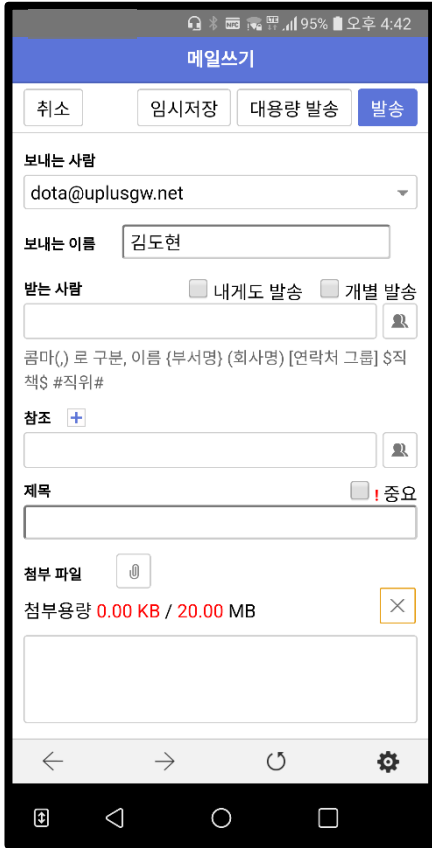 95% 오후 4:42
메일쓰기
취소 임시저장 대용량 발송 발송
보내는 사람
dota@uplusgw.net
보내는 이름 김도현
받는 사람 내게도 발송 개별 발송
콤마(,) 로 구분, 이름 {부서명} (회사명) [연락처 그룹] $직
책$ #직위#
참조 +
제목 ! 중요
첨부 파일
첨부용량 0.00 KB / 20.00 MB